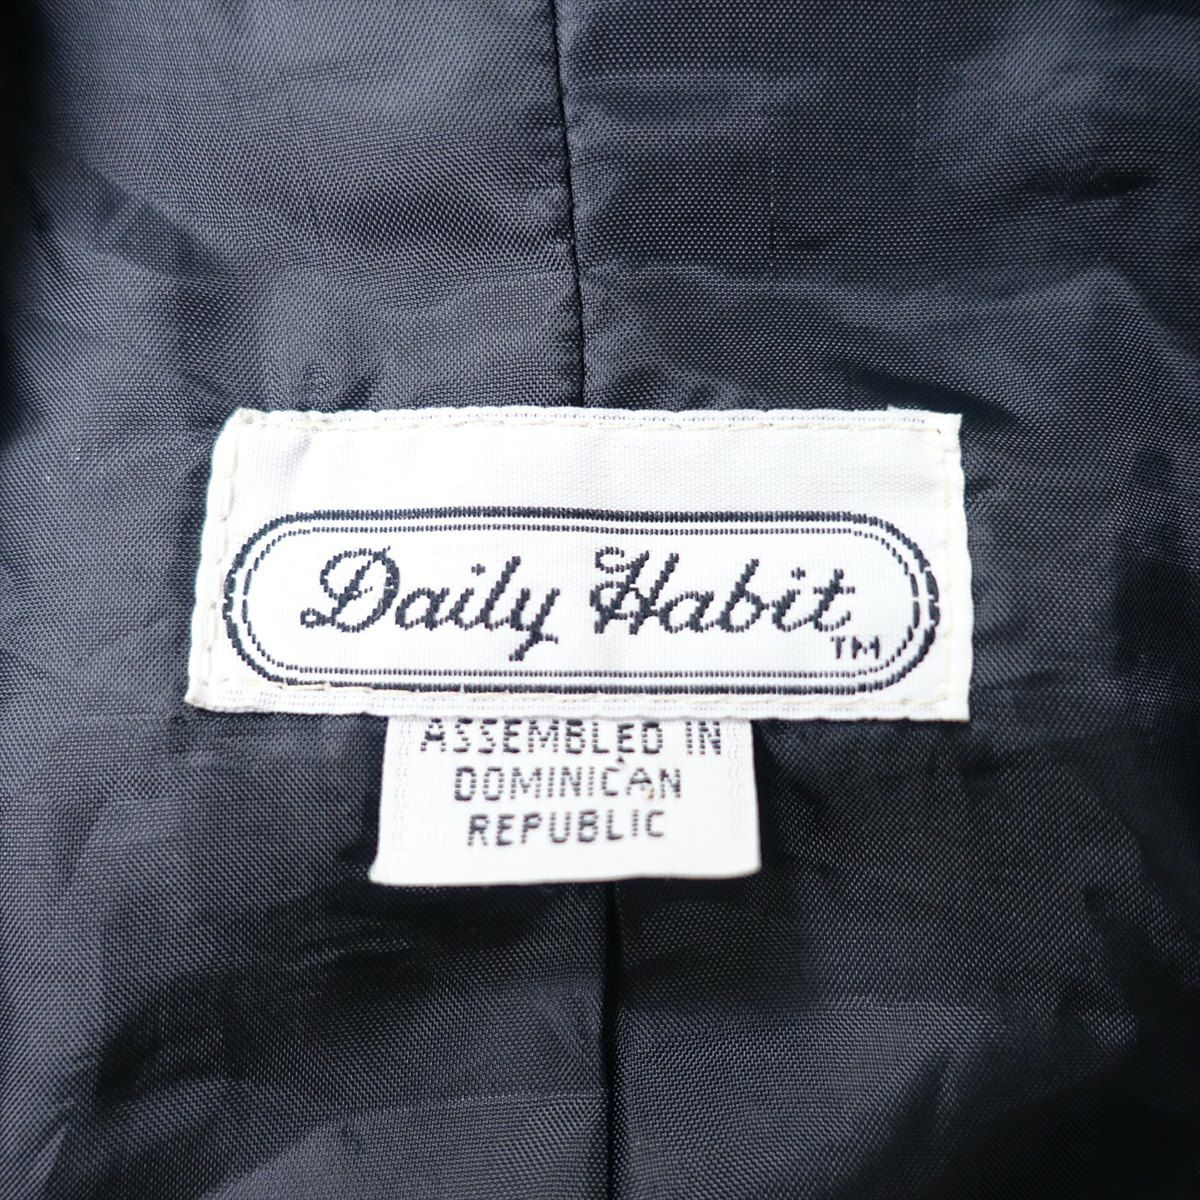 Daily Habit TM
ASSEMBLED IN
DOMINICAN
REPUBLIC